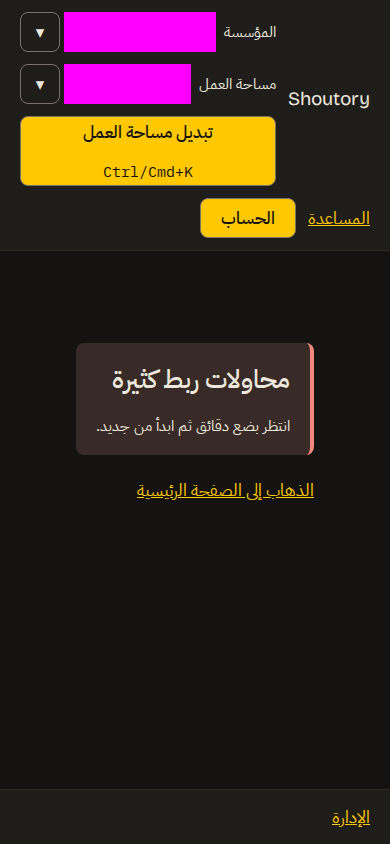 Shoutory
المؤسسة
▼
مساحة العمل
▼
تبديل مساحة العمل
Ctrl/Cmd+K
المساعدة
الحساب
محاولات ربط كثيرة
انتظر بضع دقائق ثم ابدأ من جديد.
الذهاب إلى الصفحة الرئيسية
الإدارة